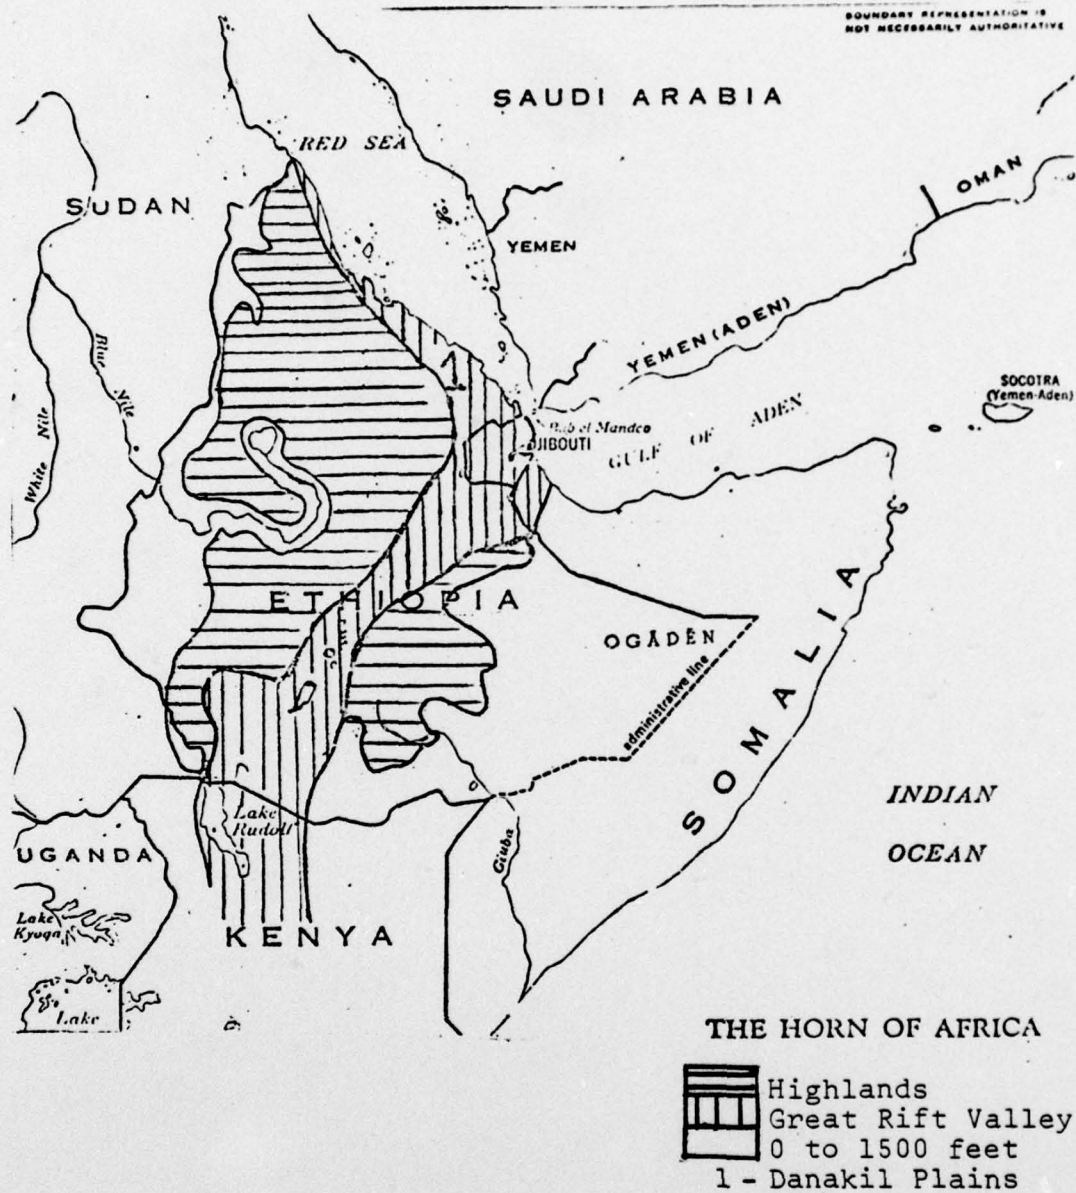 BOUNDARY REPRESENTATION IS
NOT NECESSARILY AUTHORITATIVE
SAUDI ARABIA
RED SEA
OMAN
SUDAN
YEMEN
YEMEN (ADEN)
Blue Nile
SOCOTRA
(Yemen-Aden)
White Nile
GULF OF ADEN
DJIBOUTI
1
ETHIOPIA
OGADEN
administrative line
SOMALIA
INDIAN
OCEAN
Lake
Rudolf
UGANDA
Giuba
Lake
Kyoga
KENYA
Lake
THE HORN OF AFRICA
Highlands
Great Rift Valley
0 to 1500 feet
1 - Danakil Plains